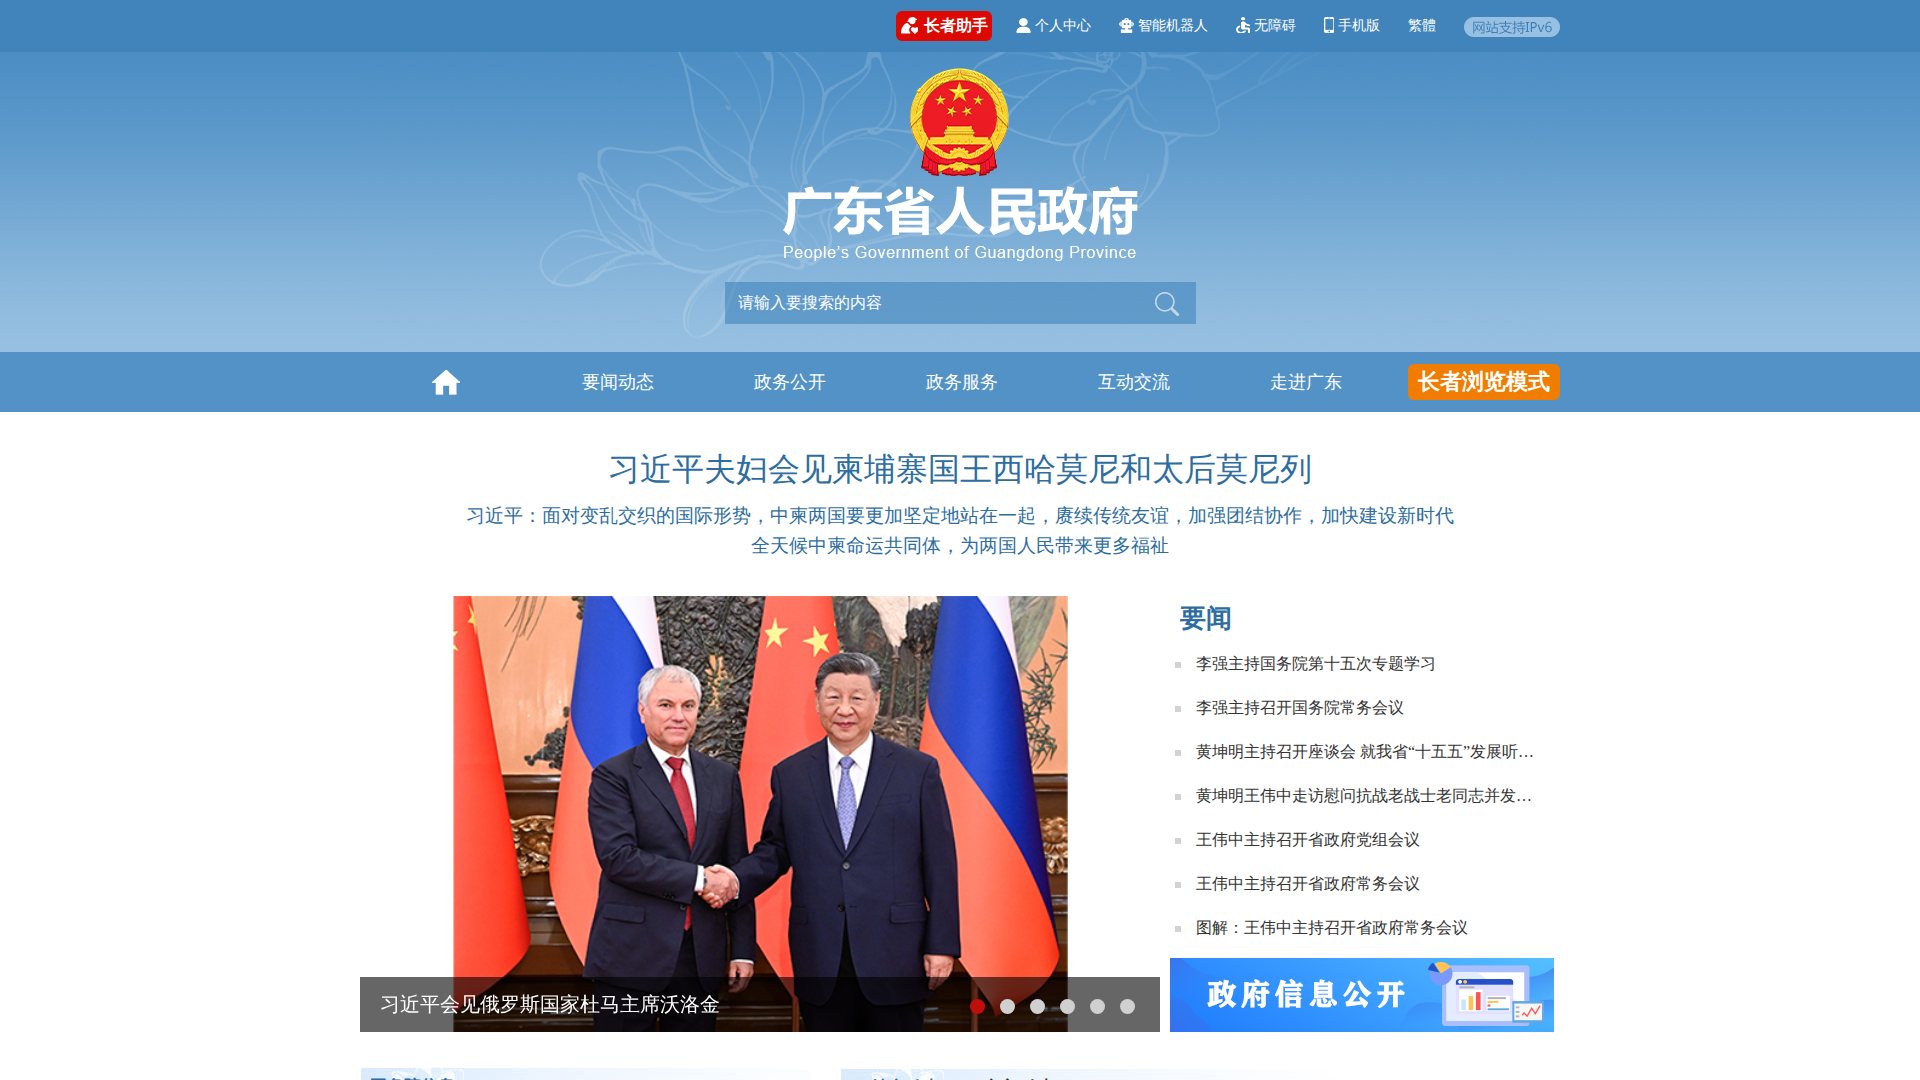 长者助手
个人中心
智能机器人
无障碍
手机版
繁體
网站支持IPv6
广东省人民政府
People's Government of Guangdong Province
请输入要搜索的内容
要闻动态
政务公开
政务服务
互动交流
走进广东
长者浏览模式
习近平夫妇会见柬埔寨国王西哈莫尼和太后莫尼列
习近平：面对变乱交织的国际形势，中柬两国要更加坚定地站在一起，赓续传统友谊，加强团结协作，加快建设新时代
全天候中柬命运共同体，为两国人民带来更多福祉
习近平会见俄罗斯国家杜马主席沃洛金
要闻
李强主持国务院第十五次专题学习
李强主持召开国务院常务会议
黄坤明主持召开座谈会 就我省“十五五”发展听…
黄坤明王伟中走访慰问抗战老战士老同志并发…
王伟中主持召开省政府党组会议
王伟中主持召开省政府常务会议
图解：王伟中主持召开省政府常务会议
政府信息公开